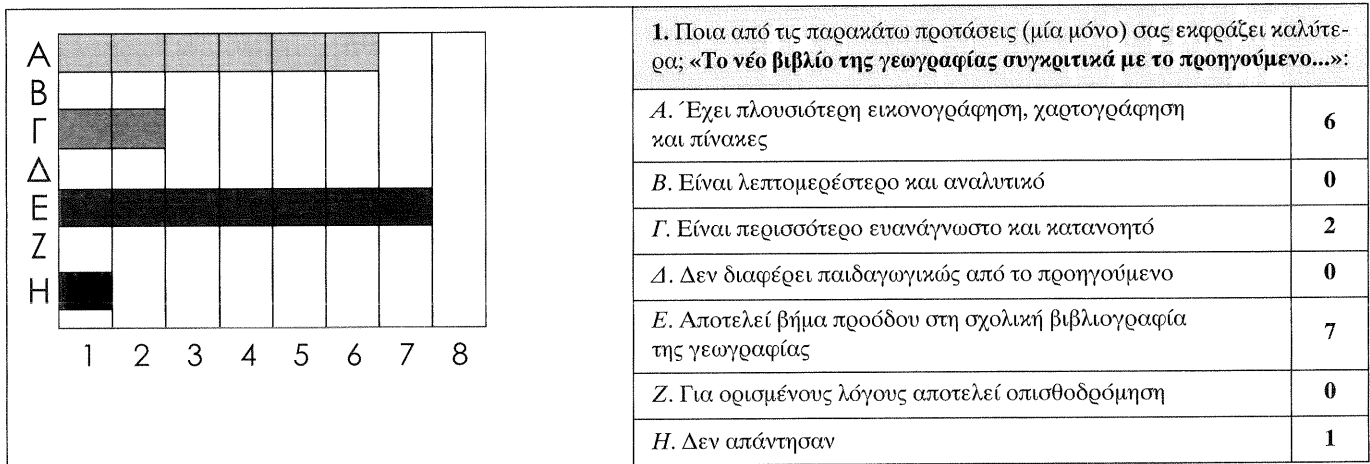 Α
Β
Γ
Δ
Ε
Ζ
Η
1 2 3 4 5 6 7 8
1. Ποια από τις παρακάτω προτάσεις (μία μόνο) σας εκφράζει καλύτε-
ρα; «Το νέο βιβλίο της γεωγραφίας συγκριτικά με το προηγούμενο...»:
Α. Έχει πλουσιότερη εικονογράφηση, χαρτογράφηση
και πίνακες
6
Β. Είναι λεπτομερέστερο και αναλυτικό
0
Γ. Είναι περισσότερο ευανάγνωστο και κατανοητό
2
Δ. Δεν διαφέρει παιδαγωγικώς από το προηγούμενο
0
Ε. Αποτελεί βήμα προόδου στη σχολική βιβλιογραφία
της γεωγραφίας
7
Ζ. Για ορισμένους λόγους αποτελεί οπισθοδρόμηση
0
Η. Δεν απάντησαν
1